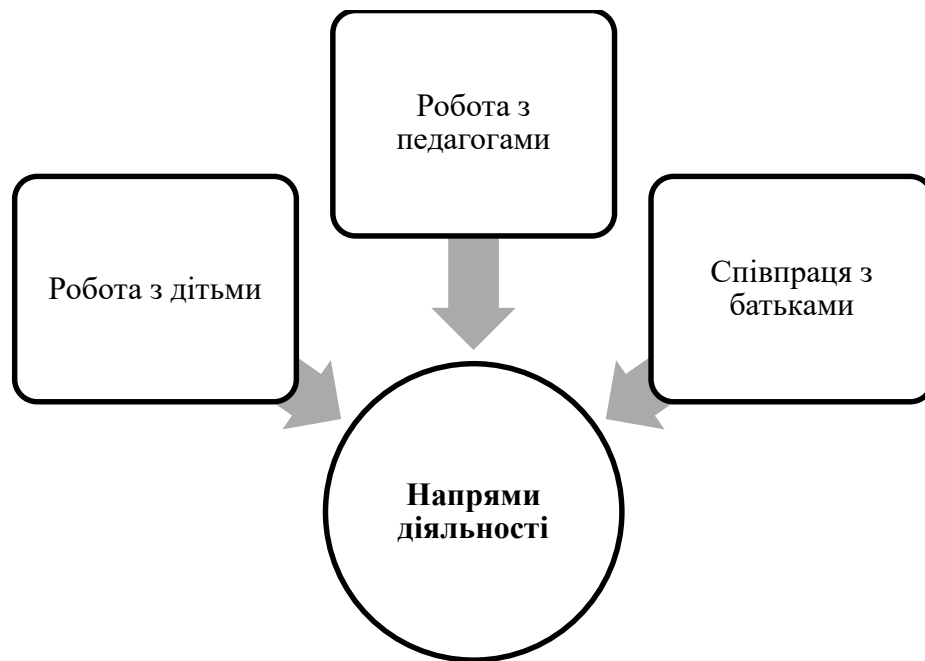 Робота з
педагогами
Робота з дітьми
Співпраця з
батьками
Напрями
діяльності